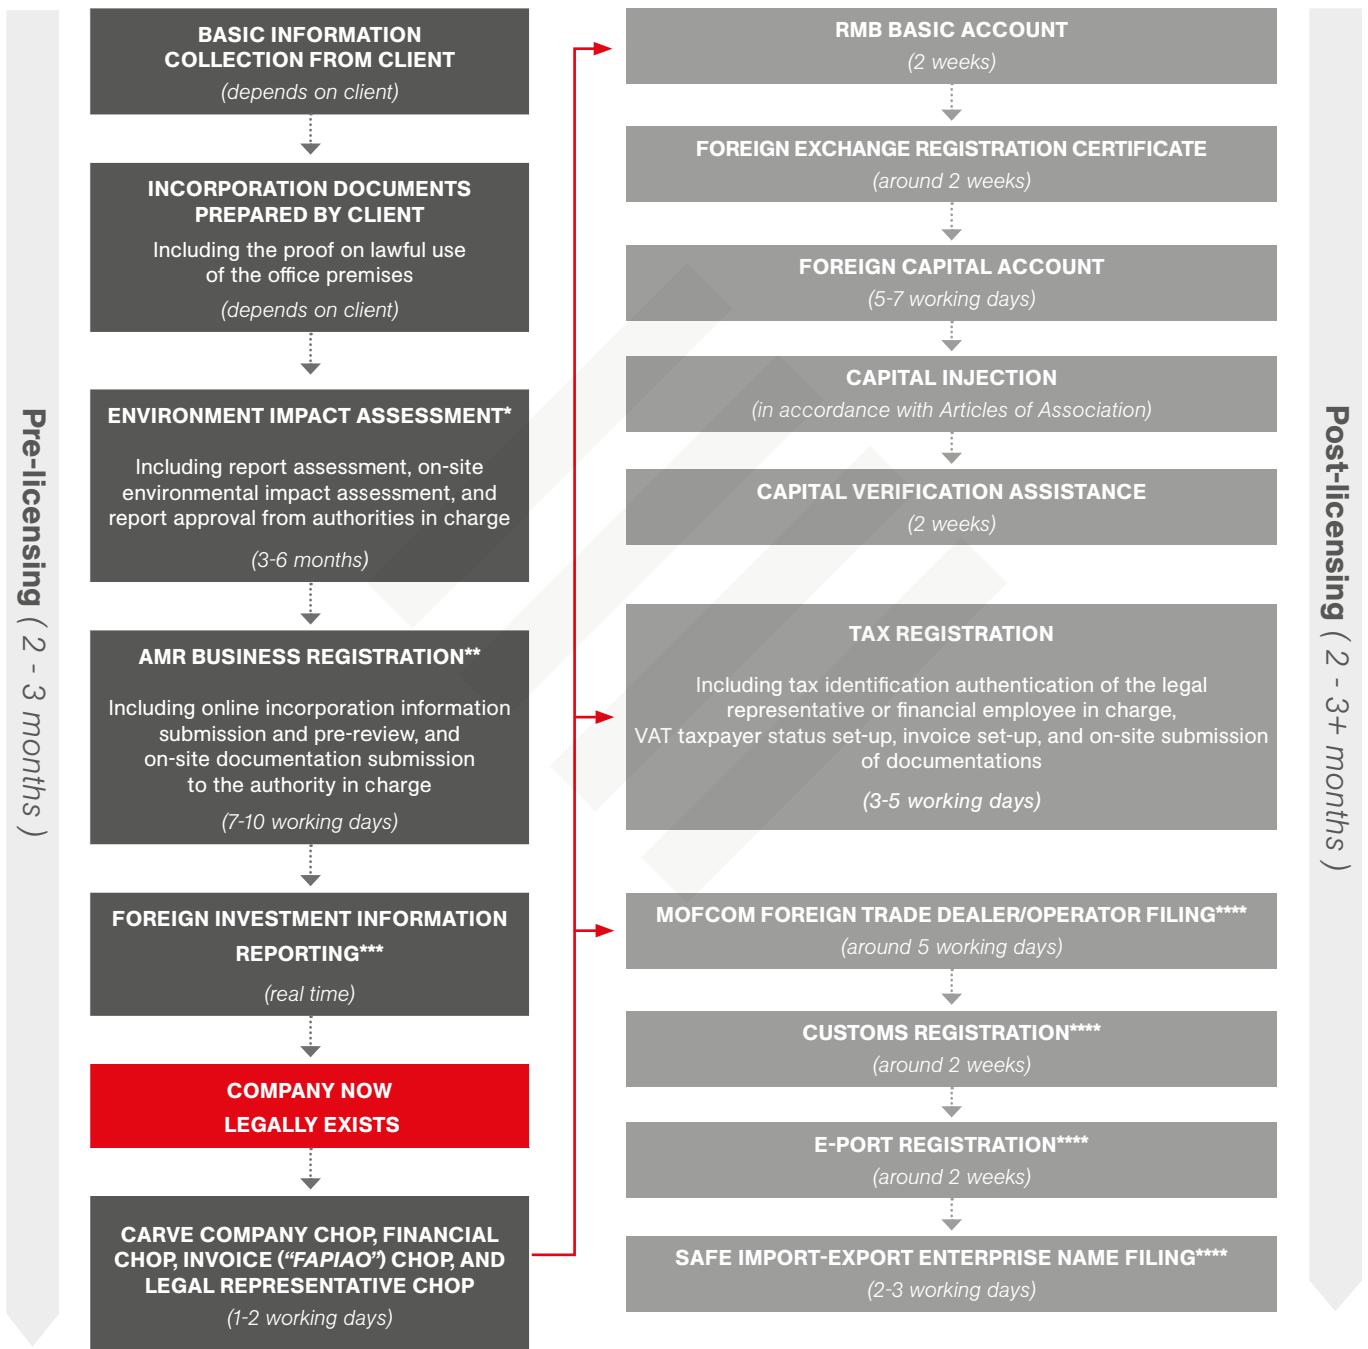 Pre-licensing ( 2 - 3 months )
BASIC INFORMATION
COLLECTION FROM CLIENT
(depends on client)
INCORPORATION DOCUMENTS
PREPARED BY CLIENT
Including the proof on lawful use
of the office premises
(depends on client)
ENVIRONMENT IMPACT ASSESSMENT*
Including report assessment, on-site
environmental impact assessment, and
report approval from authorities in charge
(3-6 months)
AMR BUSINESS REGISTRATION**
Including online incorporation information
submission and pre-review, and
on-site documentation submission
to the authority in charge
(7-10 working days)
FOREIGN INVESTMENT INFORMATION
REPORTING***
(real time)
COMPANY NOW
LEGALLY EXISTS
CARVE COMPANY CHOP, FINANCIAL
CHOP, INVOICE (“FAPIAO”) CHOP, AND
LEGAL REPRESENTATIVE CHOP
(1-2 working days)
RMB BASIC ACCOUNT
(2 weeks)
FOREIGN EXCHANGE REGISTRATION CERTIFICATE
(around 2 weeks)
FOREIGN CAPITAL ACCOUNT
(5-7 working days)
CAPITAL INJECTION
(in accordance with Articles of Association)
CAPITAL VERIFICATION ASSISTANCE
(2 weeks)
TAX REGISTRATION
Including tax identification authentication of the legal
representative or financial employee in charge,
VAT taxpayer status set-up, invoice set-up, and on-site submission
of documentations
(3-5 working days)
MOFCOM FOREIGN TRADE DEALER/OPERATOR FILING****
(around 5 working days)
CUSTOMS REGISTRATION****
(around 2 weeks)
E-PORT REGISTRATION****
(around 2 weeks)
SAFE IMPORT-EXPORT ENTERPRISE NAME FILING****
(2-3 working days)
Post-licensing ( 2 - 3+ months )